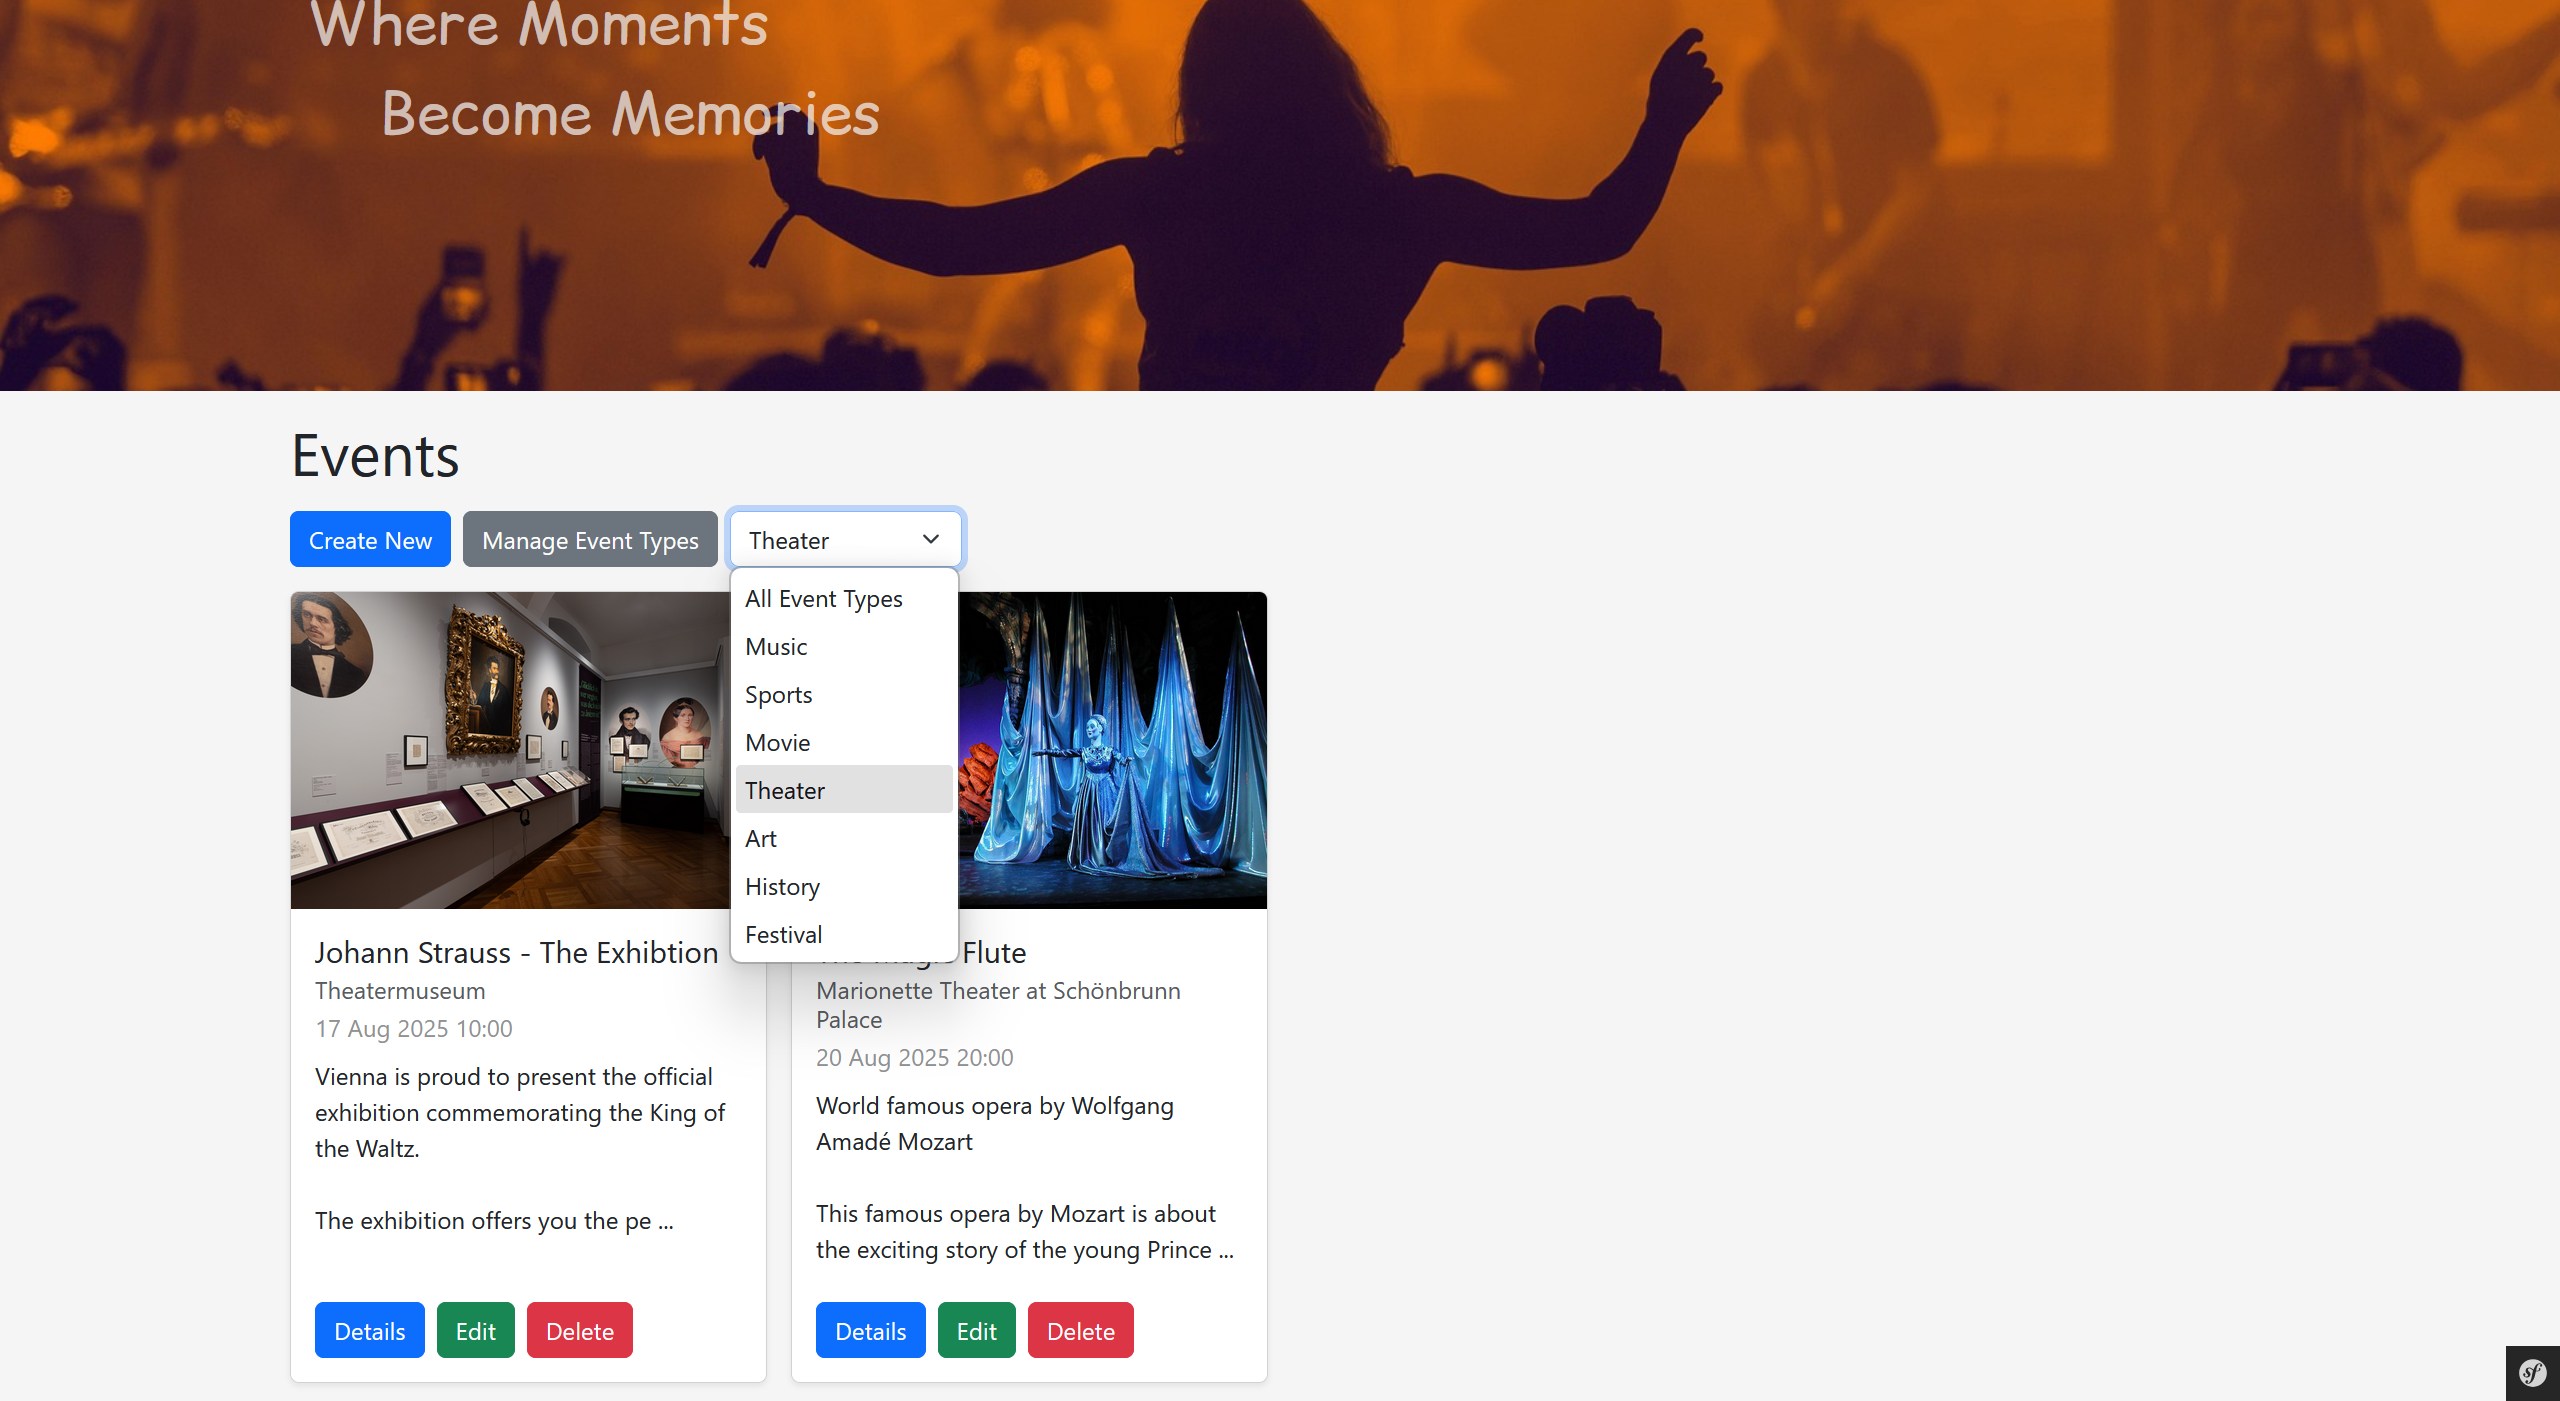 Where Moments
Become Memories
Events
Create New
Manage Event Types
Theater
All Event Types
Music
Sports
Movie
Theater
Art
History
Festival
Johann Strauss - The Exhibtion
Theatermuseum
17 Aug 2025 10:00
Vienna is proud to present the official
exhibition commemorating the King of
the Waltz.
The exhibition offers you the pe ...
Details
Edit
Delete
Flute
Marionette Theater at Schönbrunn
Palace
20 Aug 2025 20:00
World famous opera by Wolfgang
Amadé Mozart
This famous opera by Mozart is about
the exciting story of the young Prince ...
Details
Edit
Delete
sf